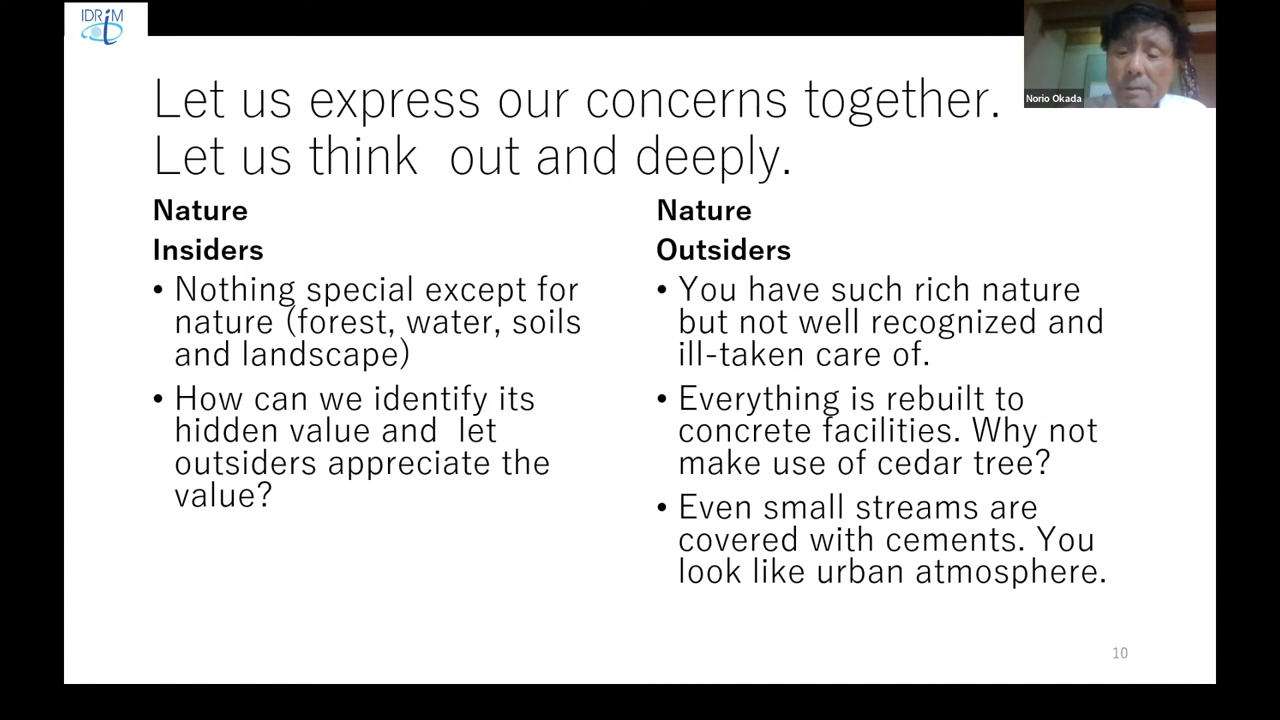 IDRiM
Norio Okada
Let us express our concerns together.
Let us think  out and deeply.
Nature
Insiders
• Nothing special except for
nature (forest, water, soils
and landscape)
• How can we identify its
hidden value and  let
outsiders appreciate the
value?
Nature
Outsiders
• You have such rich nature
but not well recognized and
ill-taken care of.
• Everything is rebuilt to
concrete facilities. Why not
make use of cedar tree?
• Even small streams are
covered with cements. You
look like urban atmosphere.
10